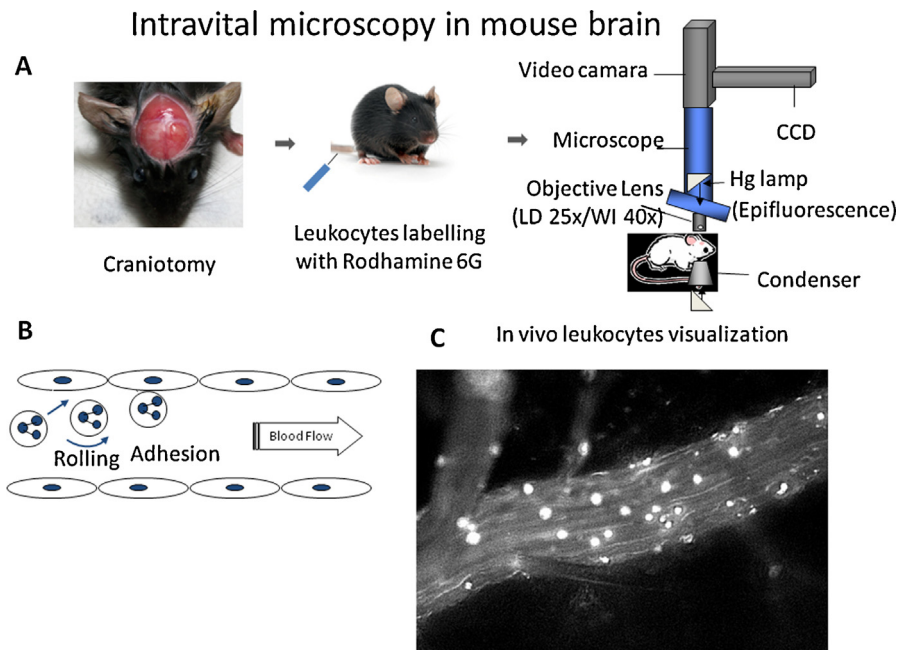 Intravital microscopy in mouse brain
A
Craniotomy
Leukocytes labelling
with Rodhamine 6G
Video camara
CCD
Microscope
Hg lamp
(Epifluorescence)
Objective Lens
(LD 25x/WI 40x)
Condenser
B
Rolling
Adhesion
Blood Flow
C
In vivo leukocytes visualization